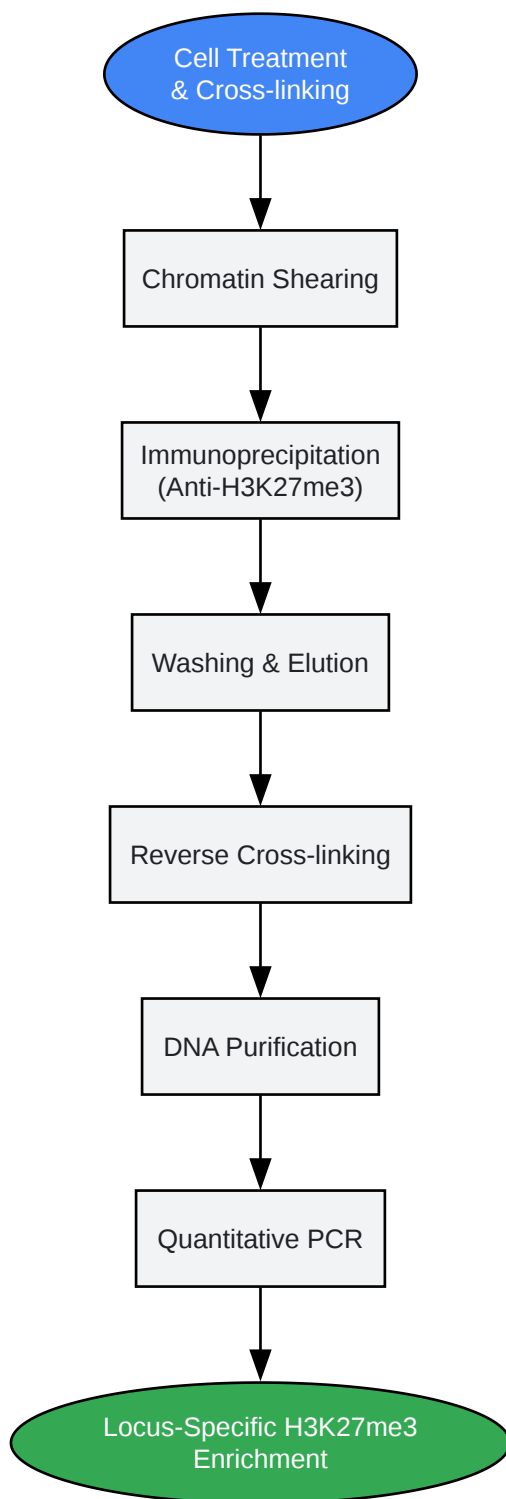 Cell Treatment
& Cross-linking
Chromatin Shearing
Immunoprecipitation
(Anti-H3K27me3)
Washing & Elution
Reverse Cross-linking
DNA Purification
Quantitative PCR
Locus-Specific H3K27me3
Enrichment